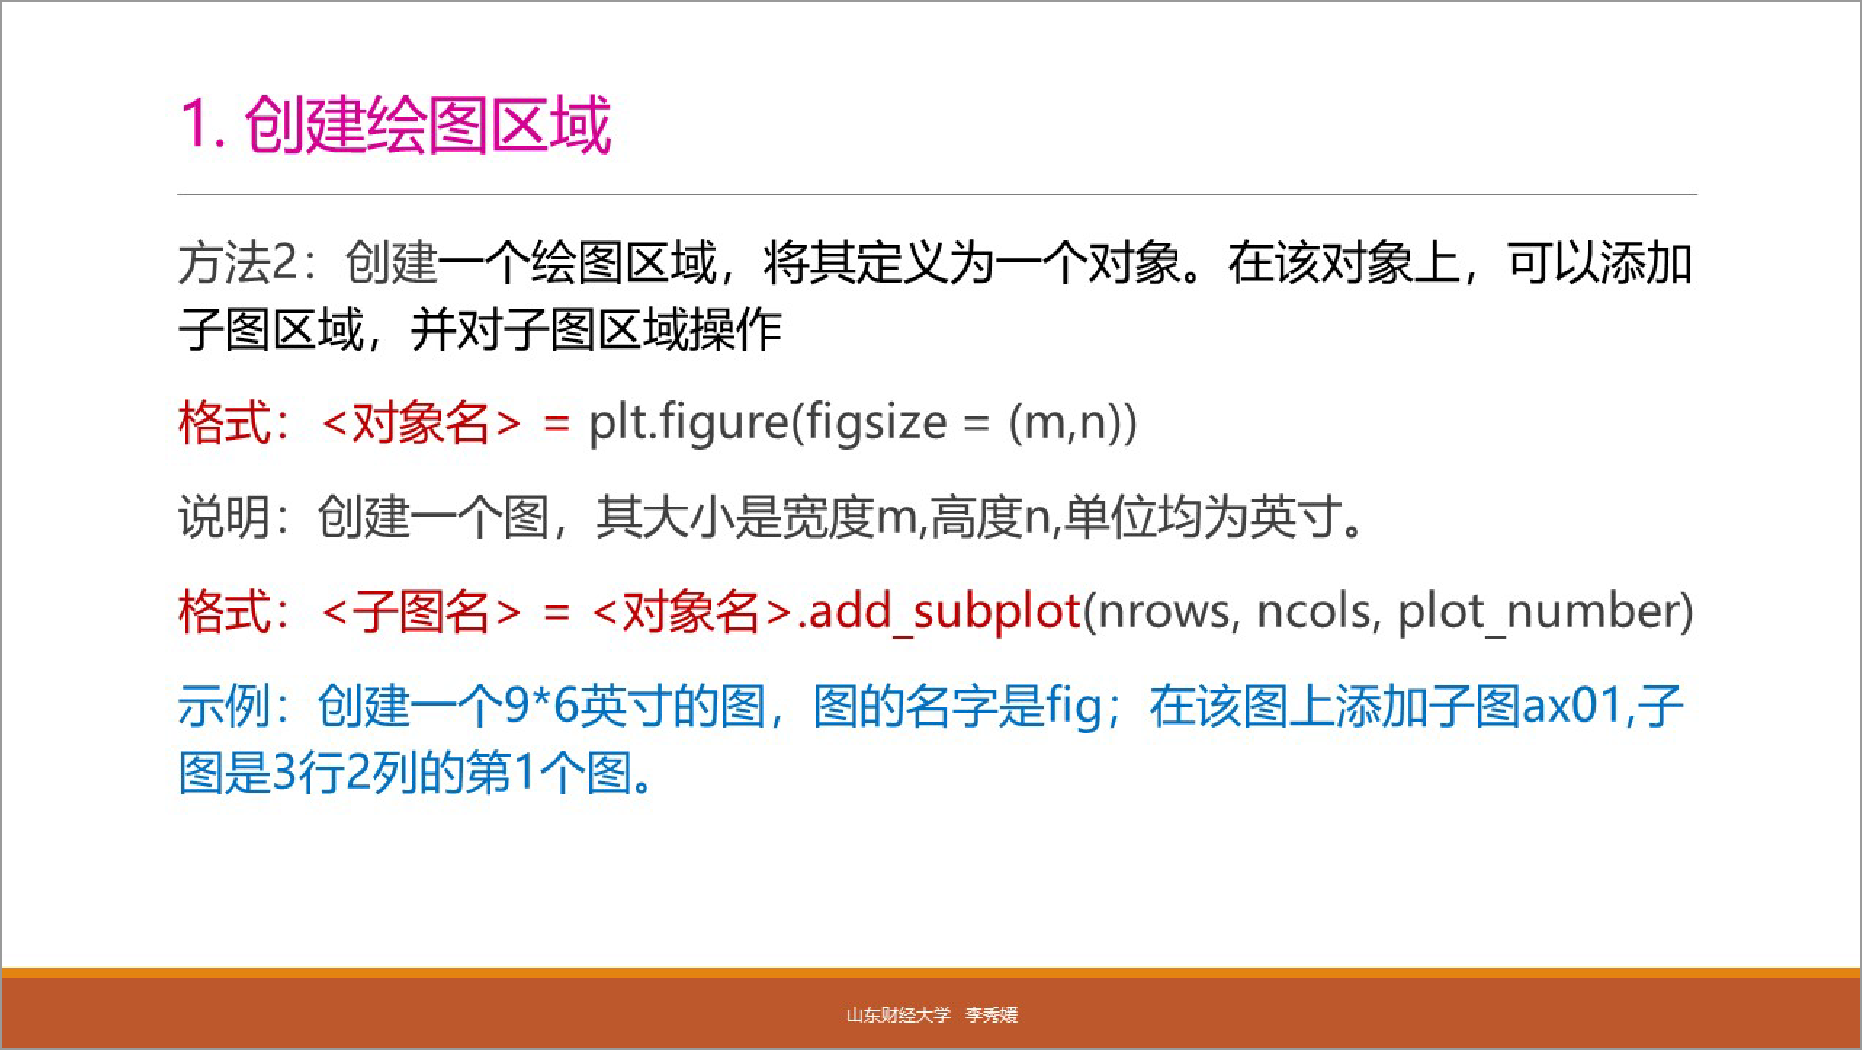 1. 创建绘图区域
方法2：创建一个绘图区域，将其定义为一个对象。在该对象上，可以添加
子图区域，并对子图区域操作
格式：<对象名> = plt.figure(figsize = (m,n))
说明：创建一个图，其大小是宽度m,高度n,单位均为英寸。
格式：<子图名> = <对象名>.add_subplot(nrows, ncols, plot_number)
示例：创建一个9*6英寸的图，图的名字是fig；在该图上添加子图ax01,子
图是3行2列的第1个图。
山东财经大学 李秀媛